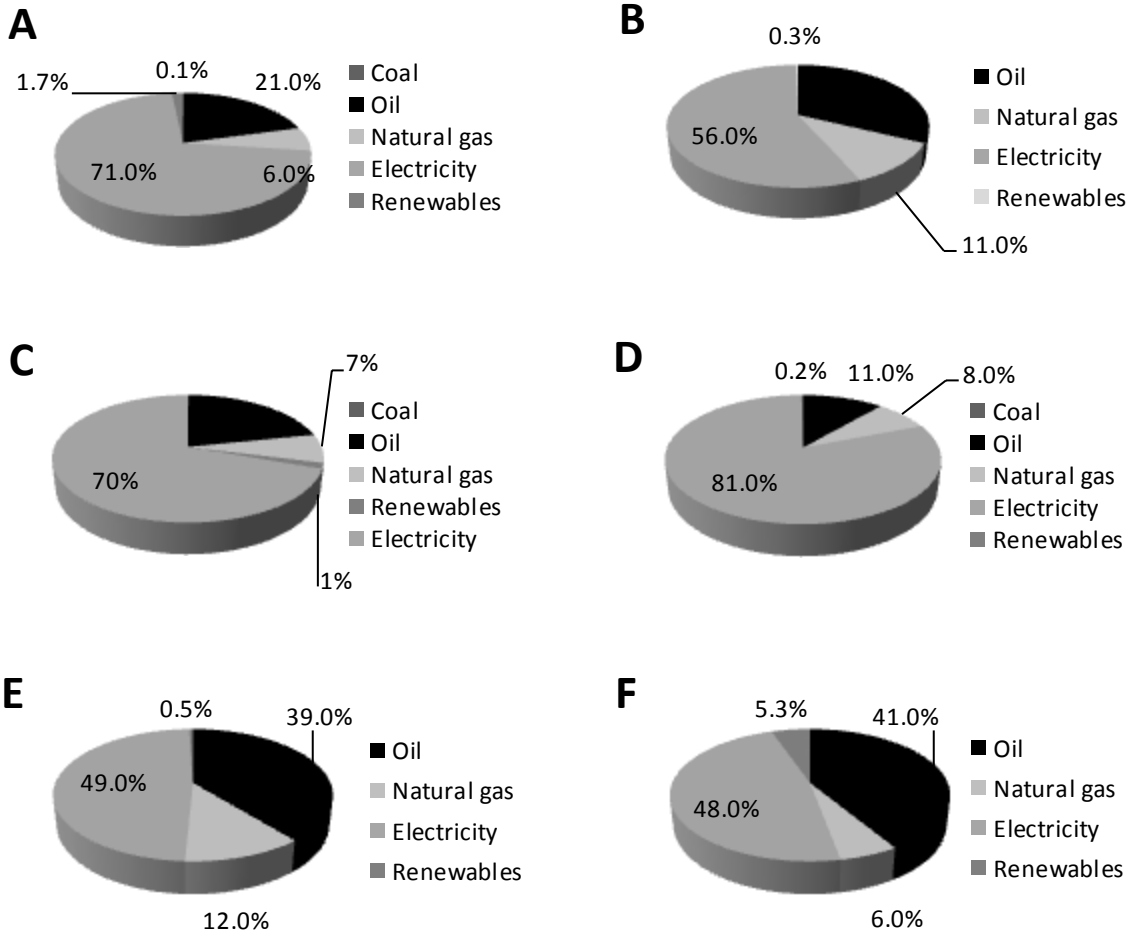 A
1.7%
0.1%
21.0%
71.0%
6.0%
Coal
Oil
Natural gas
Electricity
Renewables
B
0.3%
56.0%
11.0%
Oil
Natural gas
Electricity
Renewables
C
7%
70%
1%
Coal
Oil
Natural gas
Renewables
Electricity
D
0.2%
11.0%
8.0%
81.0%
Coal
Oil
Natural gas
Electricity
Renewables
E
0.5%
39.0%
49.0%
12.0%
Oil
Natural gas
Electricity
Renewables
F
5.3%
41.0%
48.0%
6.0%
Oil
Natural gas
Electricity
Renewables